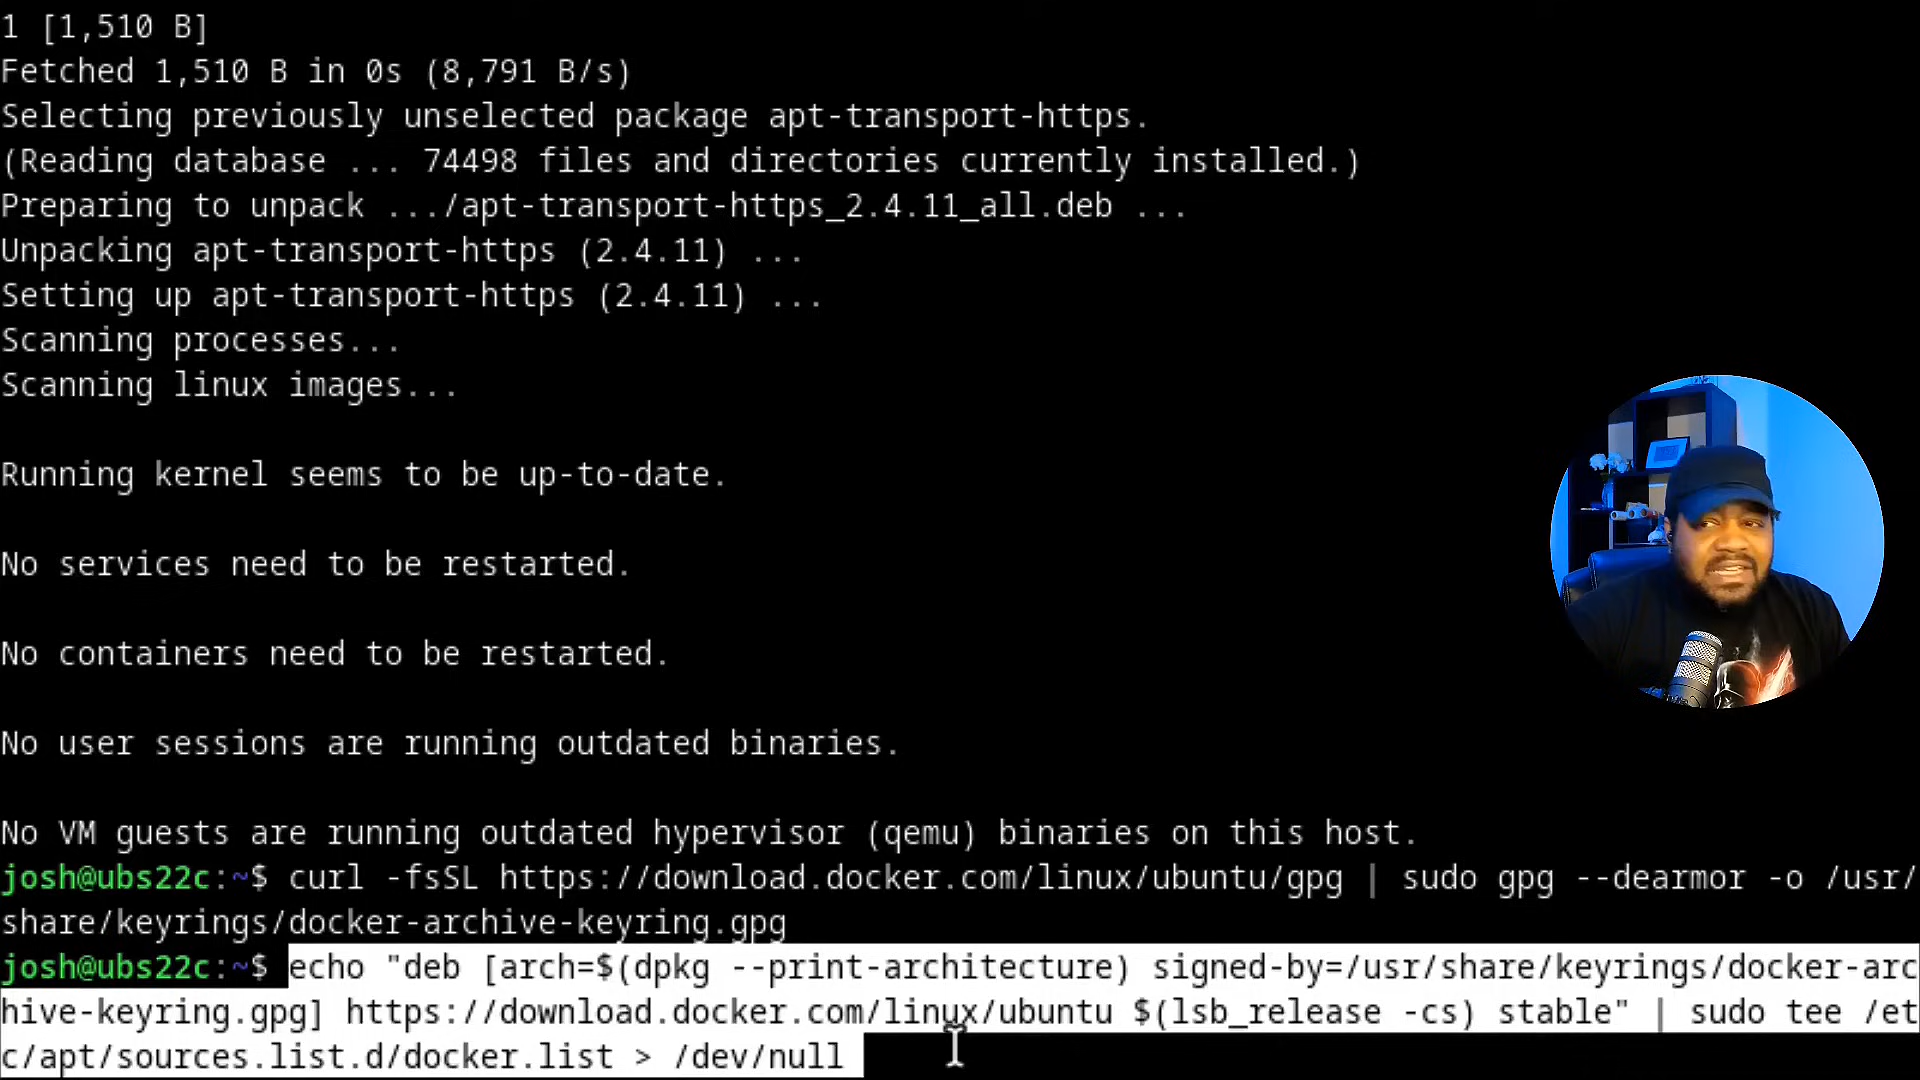 1 [1,510 B]
Fetched 1,510 B in 0s (8,791 B/s)
Selecting previously unselected package apt-transport-https.
(Reading database ... 74498 files and directories currently installed.)
Preparing to unpack .../apt-transport-https_2.4.11_all.deb ...
Unpacking apt-transport-https (2.4.11) ...
Setting up apt-transport-https (2.4.11) ...
Scanning processes...
Scanning linux images...
Running kernel seems to be up-to-date.
No services need to be restarted.
No containers need to be restarted.
No user sessions are running outdated binaries.
No VM guests are running outdated hypervisor (qemu) binaries on this host.
josh@ubs22c:~$ curl -fsSL https://download.docker.com/linux/ubuntu/gpg | sudo gpg --dearmor -o /usr/
share/keyrings/docker-archive-keyring.gpg
josh@ubs22c:~$ echo "deb [arch=$(dpkg --print-architecture) signed-by=/usr/share/keyrings/docker-arc
hive-keyring.gpg] https://download.docker.com/linux/ubuntu $(lsb_release -cs) stable" | sudo tee /et
c/apt/sources.list.d/docker.list > /dev/null